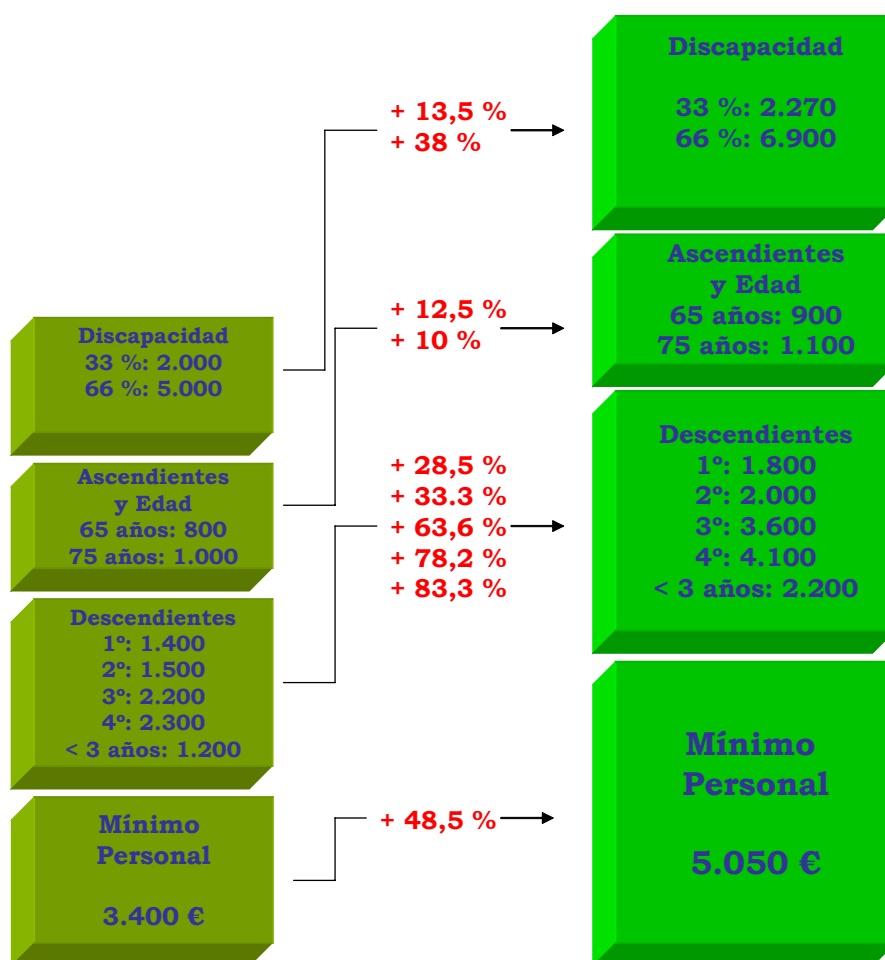 Discapacidad
33 %: 2.000
66 %: 5.000
Ascendientes
y Edad
65 años: 800
75 años: 1.000
Descendientes
1º: 1.400
2º: 1.500
3º: 2.200
4º: 2.300
< 3 años: 1.200
Mínimo
Personal
3.400 €
+ 13,5 %
+ 38 %
+ 12,5 %
+ 10 %
+ 28,5 %
+ 33.3 %
+ 63,6 %
+ 78,2 %
+ 83,3 %
+ 48,5 %
Discapacidad
33 %: 2.270
66 %: 6.900
Ascendientes
y Edad
65 años: 900
75 años: 1.100
Descendientes
1º: 1.800
2º: 2.000
3º: 3.600
4º: 4.100
< 3 años: 2.200
Mínimo
Personal
5.050 €